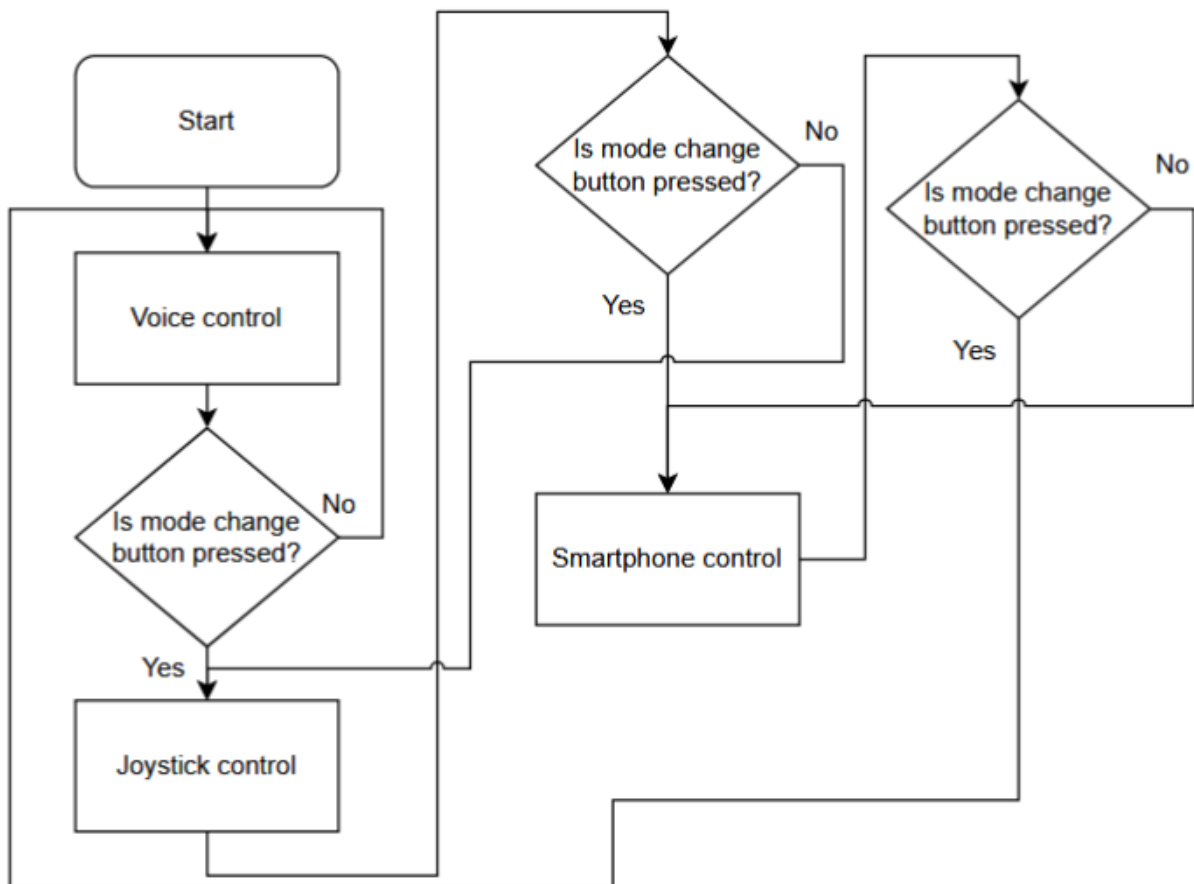 Start
Voice control
Is mode change
button pressed?
No
Yes
Joystick control
Is mode change
button pressed?
No
Yes
Smartphone control
Is mode change
button pressed?
No
Yes